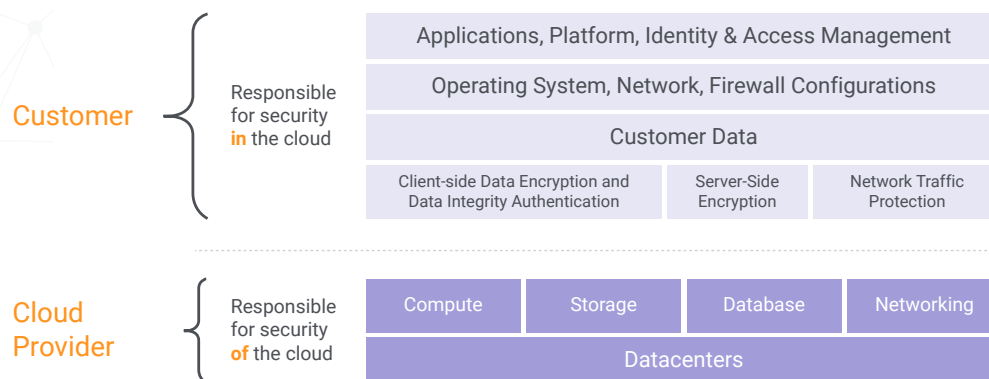 Customer
Responsible
for security
in the cloud
Applications, Platform, Identity & Access Management
Operating System, Network, Firewall Configurations
Customer Data
Client-side Data Encryption and
Data Integrity Authentication
Server-Side
Encryption
Network Traffic
Protection
Cloud
Provider
Responsible
for security
of the cloud
Compute
Storage
Database
Networking
Datacenters